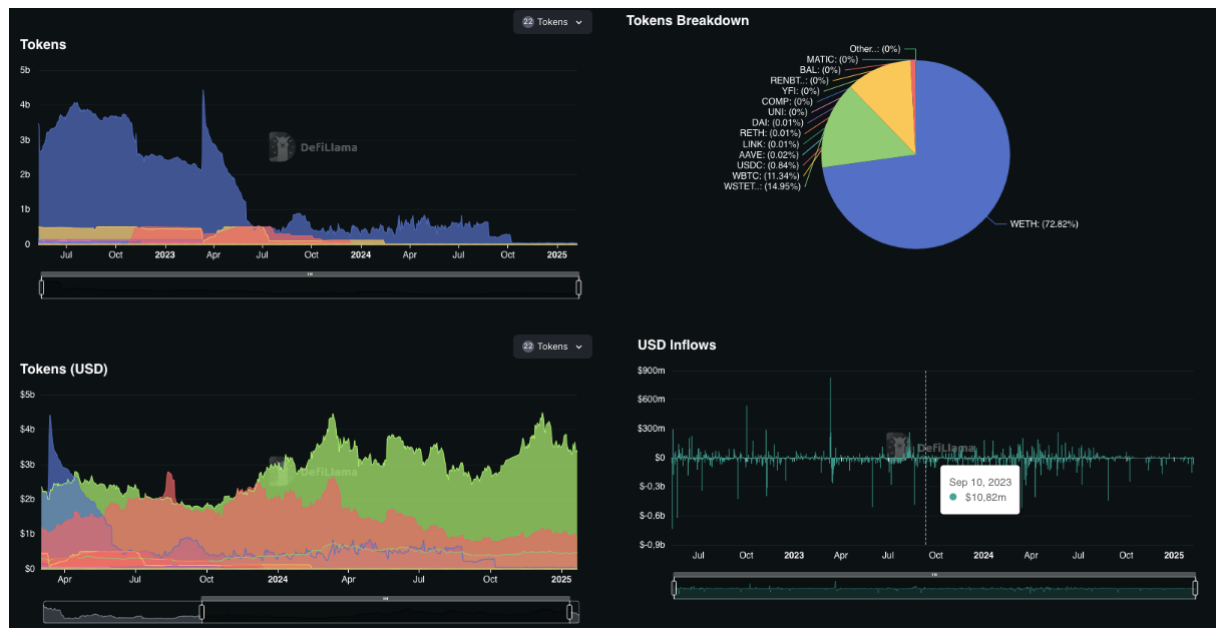 22 Tokens
Tokens
5b
4b
3b
2b
1b
0
DefiLlama
Jul Oct 2023 Apr Jul Oct 2024 Apr Jul Oct 2025
Tokens Breakdown
Other..: (0%)
MATIC: (0%)
BAL: (0%)
RENBT..: (0%)
YFI: (0%)
COMP: (0%)
UNI: (0%)
DAI: (0.01%)
RETH: (0.01%)
LINK: (0.01%)
AAVE: (0.02%)
USDC: (0.84%)
WBTC: (11.34%)
WSTET..: (14.95%)
WETH: (72.82%)
22 Tokens
Tokens (USD)
$5b
$4b
$3b
$2b
$1b
$0
DefiLlama
Apr Jul Oct 2024 Apr Jul Oct 2025
USD Inflows
$900m
$600m
$300m
$0
$-0.3b
$-0.6b
$-0.9b
DefiLlama
Sep 10, 2023
$10,82m
Jul Oct 2023 Apr Jul Oct 2024 Apr Jul Oct 2025